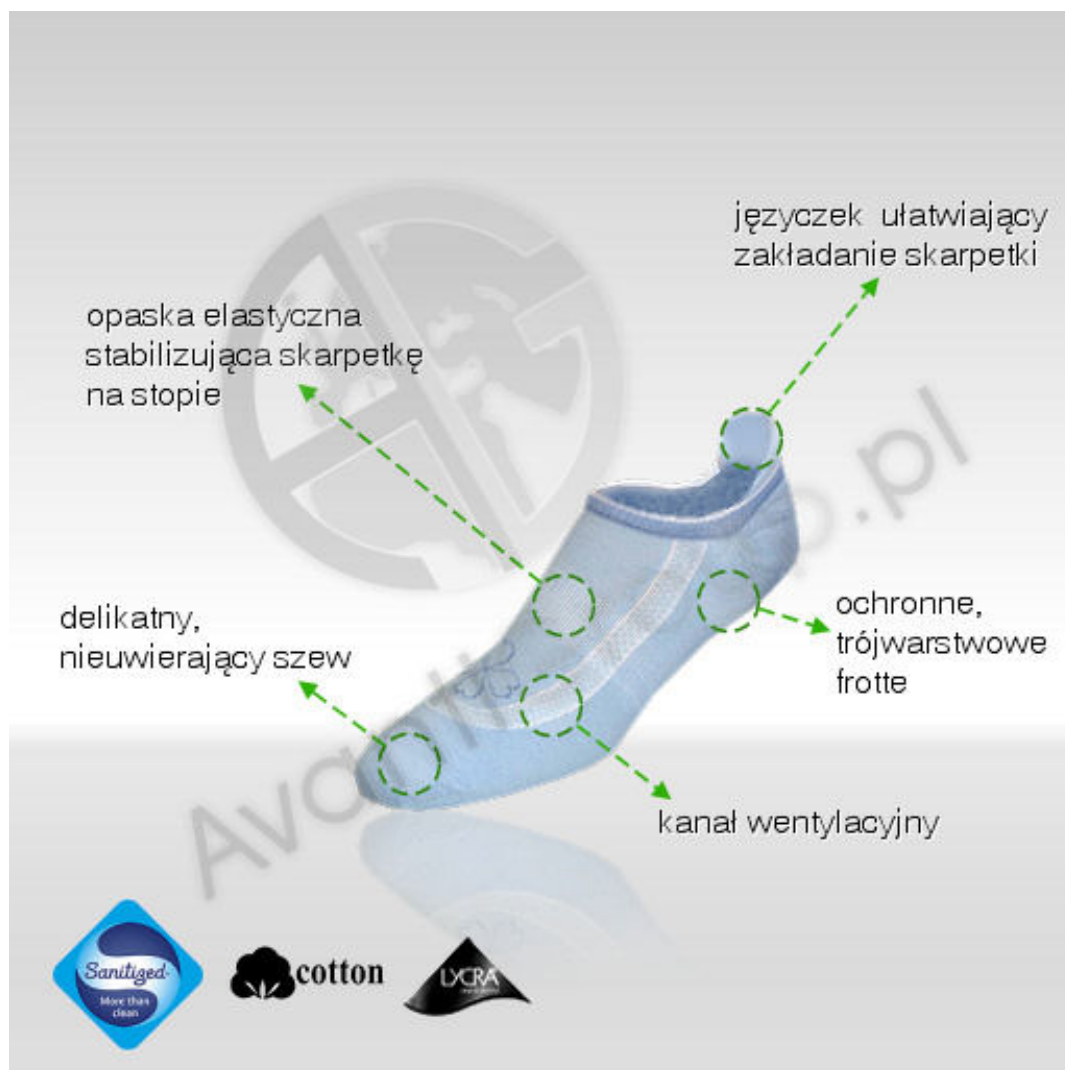 języczek ułatwiający
zakładanie skarpetki
opaska elastyczna
stabilizująca skarpetkę
na stopie
delikatny,
nieuwierający szew
ochronne,
trójwarstwowe
frotte
kanał wentylacyjny
Sanitized
More than
clean
cotton
LYCRA